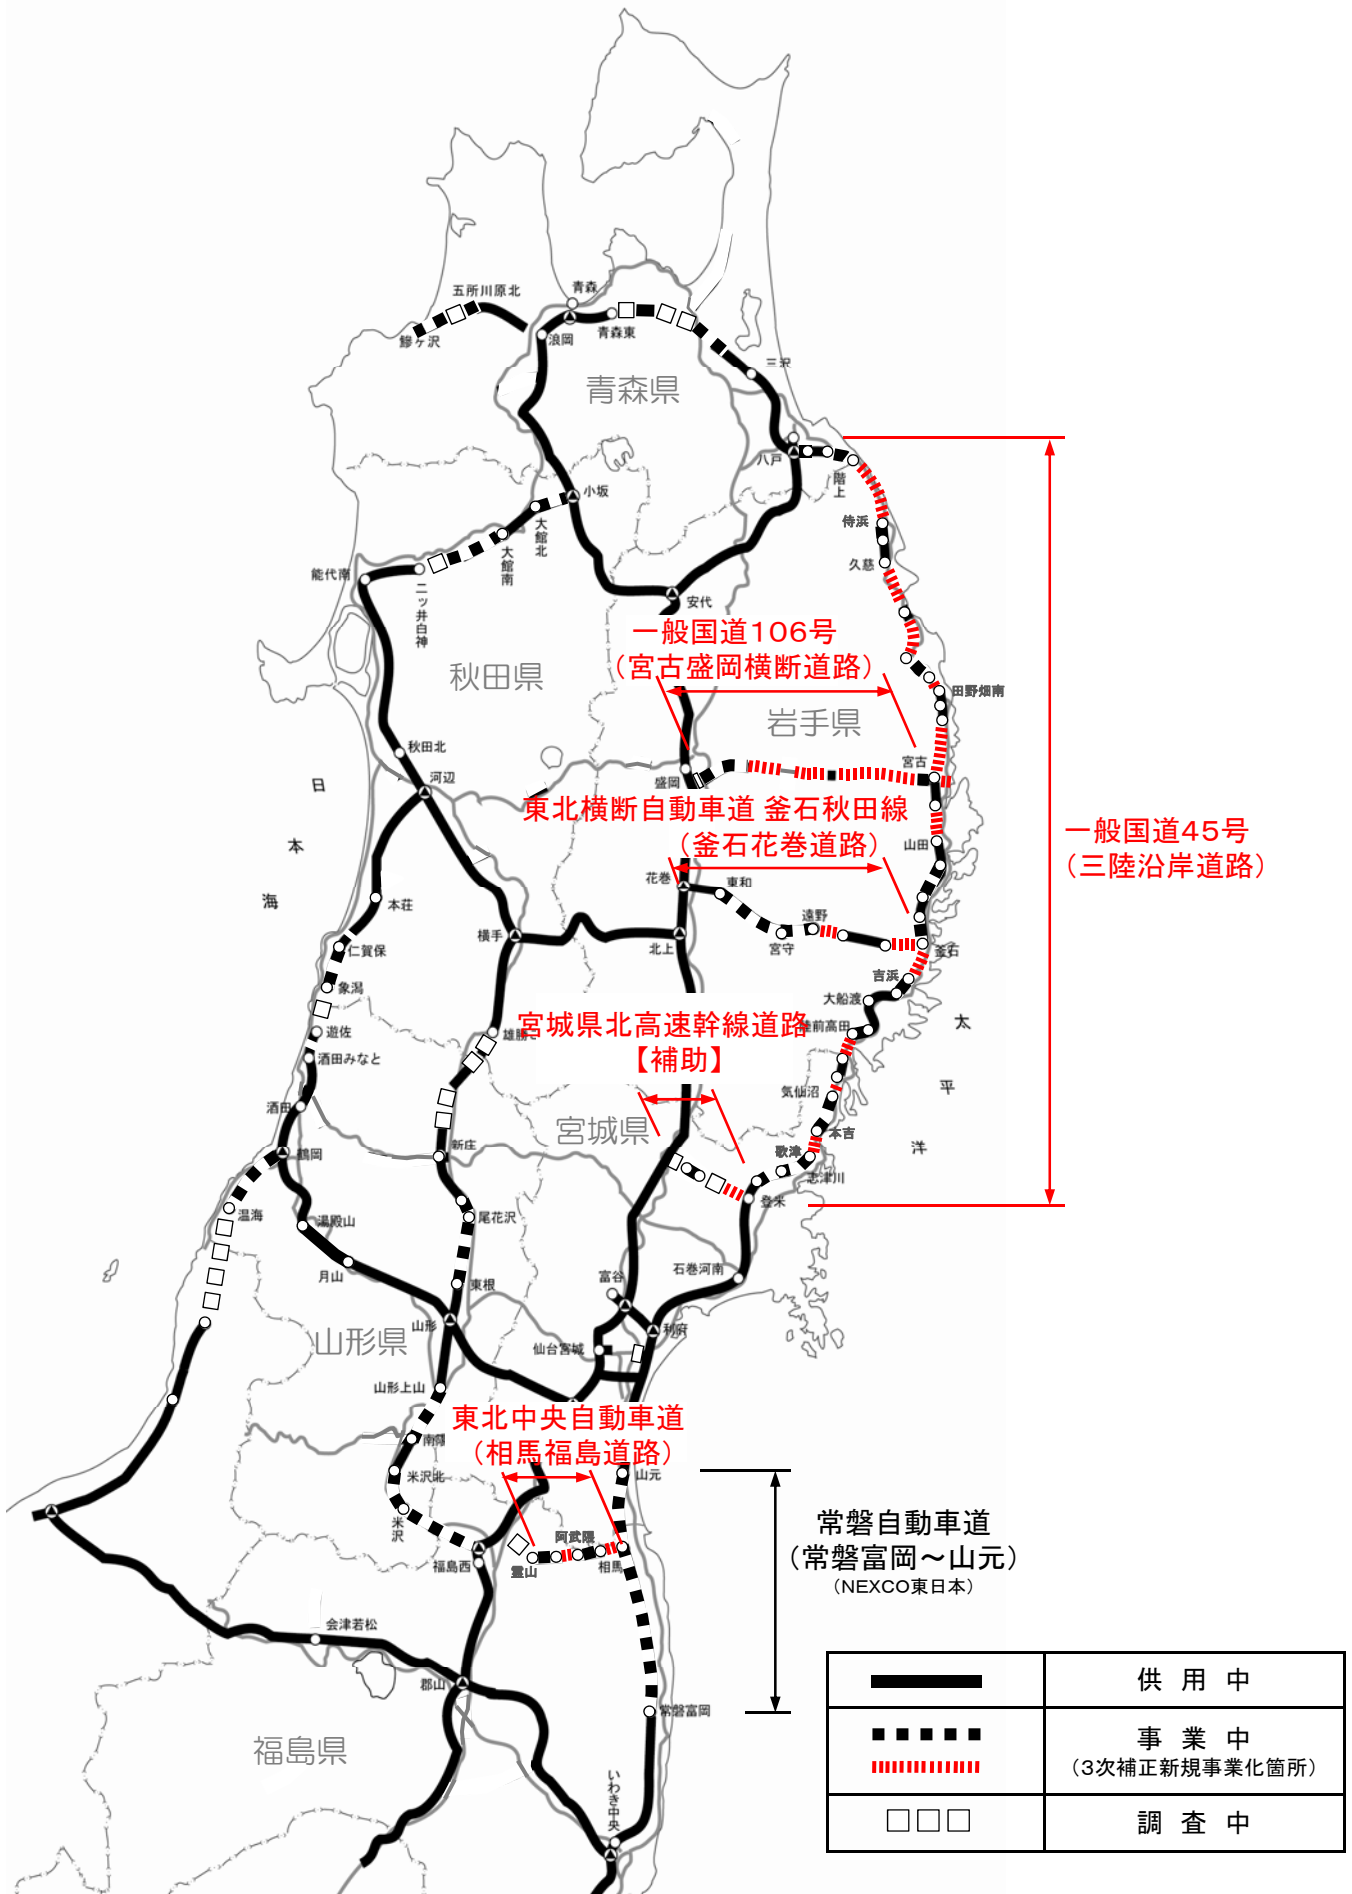 五所川原北
青森
鰺ヶ沢
浪岡
青森東
三沢
青森県
八戸
階上
小坂
大館北
大館南
侍浜
久慈
能代南
二ッ井白神
安代
一般国道106号
（宮古盛岡横断道路）
秋田県
田野畑南
岩手県
秋田北
河辺
盛岡
宮古
日本海
東北横断自動車道 釜石秋田線
（釜石花巻道路）
一般国道45号
（三陸沿岸道路）
山田
花巻
東和
本荘
遠野
横手
宮守
北上
仁賀保
釜石
象潟
吉浜
大船渡
太平洋
遊佐
雄勝
宮城県北高速幹線道路
【補助】
陸前高田
酒田みなと
気仙沼
酒田
宮城県
本吉
新庄
歌津
鶴岡
志津川
登米
温海
湯殿山
尾花沢
月山
東根
石巻河南
富谷
山形
利府
山形県
仙台宮城
山形上山
東北中央自動車道
（相馬福島道路）
南陽
米沢北
山元
米沢
常磐自動車道
（常磐富岡～山元）
（NEXCO東日本）
阿武隈
福島西
霊山
相馬
会津若松
郡山
常磐富岡
福島県
いわき中央
供用中
事業中
（3次補正新規事業化箇所）
調査中